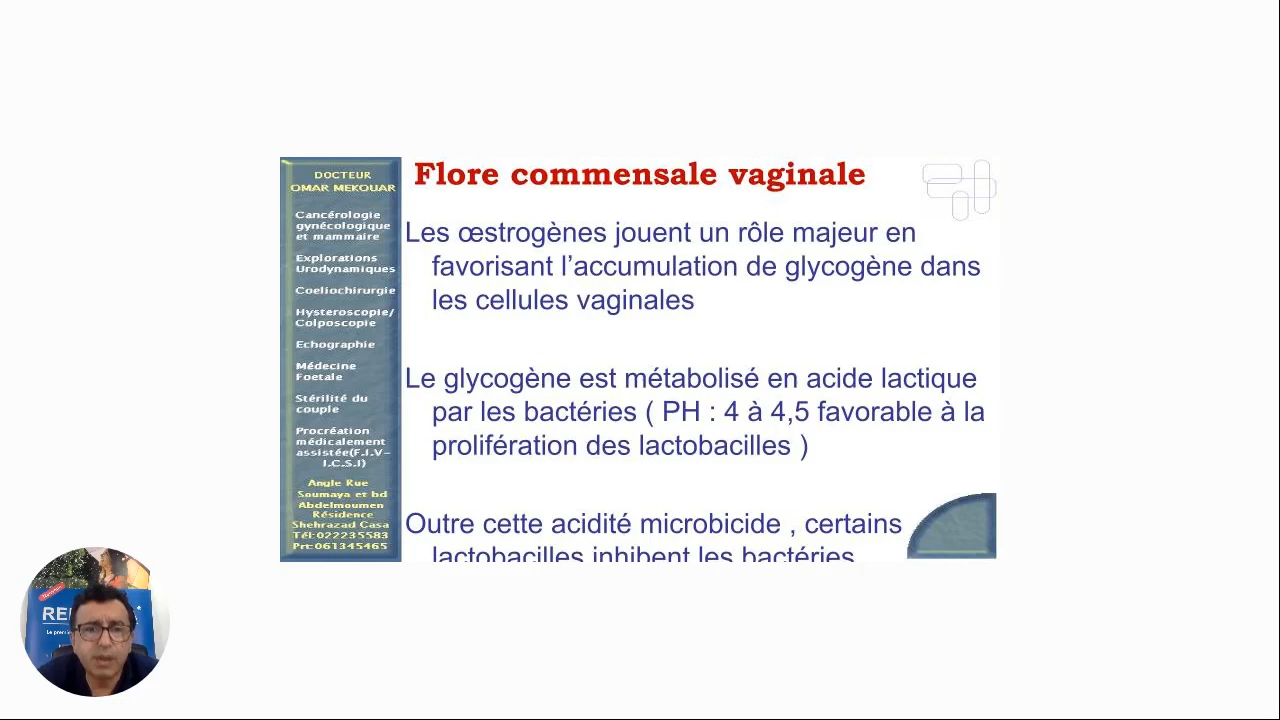 DOCTEUR
OMAR MEKOUAR
Cancérologie
gynécologique
et mammaire
Explorations
Urodynamiques
Coeliochirurgie
Hysteroscopie/
Colposcopie
Echographie
Médecine
Foetale
Stérilité du
couple
Procréation
médicalement
assistée(F.I.V-
I.C.S.I)
Angle Rue
Soumaya et bd
Abdelmoumen
Résidence
Shehrazad Casa
Tél:022235583
Prt:061345465
Flore commensale vaginale
Les œstrogènes jouent un rôle majeur en
favorisant l’accumulation de glycogène dans
les cellules vaginales
Le glycogène est métabolisé en acide lactique
par les bactéries ( PH : 4 à 4,5 favorable à la
prolifération des lactobacilles )
Outre cette acidité microbicide , certains
lactobacilles inhibent les bactéries
Le premier